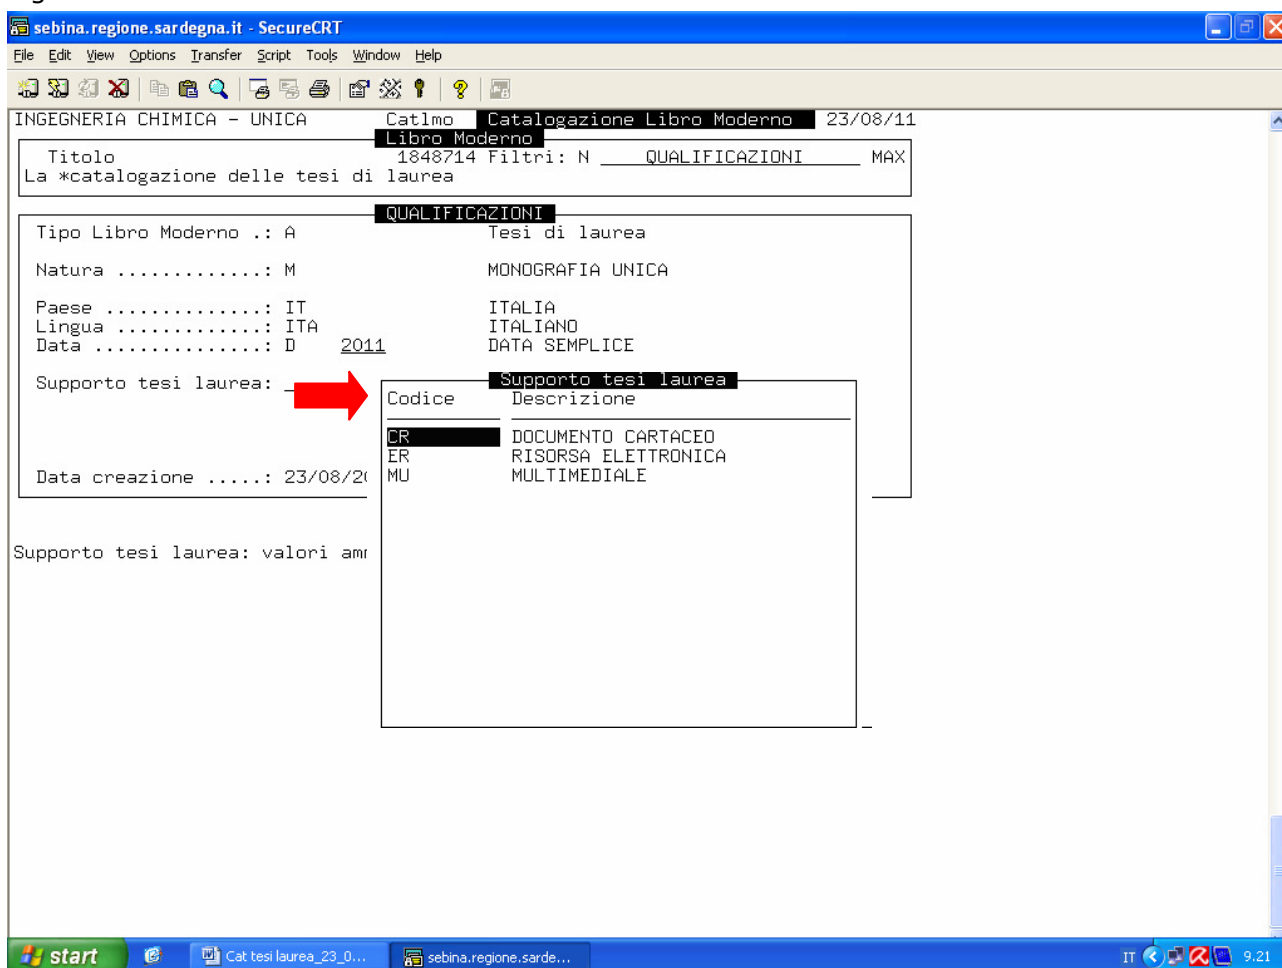 sebina.regione.sardegna.it - SecureCRT
File Edit View Options Transfer Script Tools Window Help
INGEGNERIA CHIMICA - UNICA Catlmo Catalogazione Libro Moderno 23/08/11
Libro Moderno
Titolo 1848714 Filtri: N QUALIFICAZIONI MAX
La *catalogazione delle tesi di laurea
QUALIFICAZIONI
Tipo Libro Moderno .: A Tesi di laurea
Natura .............: M MONOGRAFIA UNICA
Paese ..............: IT ITALIA
Lingua .............: ITA ITALIANO
Data ...............: D 2011 DATA SEMPLICE
Supporto tesi laurea: _
Supporto tesi laurea
Codice Descrizione
CR DOCUMENTO CARTACEO
ER RISORSA ELETTRONICA
MU MULTIMEDIALE
Data creazione .....: 23/08/20
Supporto tesi laurea: valori am
start Cat tesi laurea_23_0... sebina.regione.sarde... IT 9.21